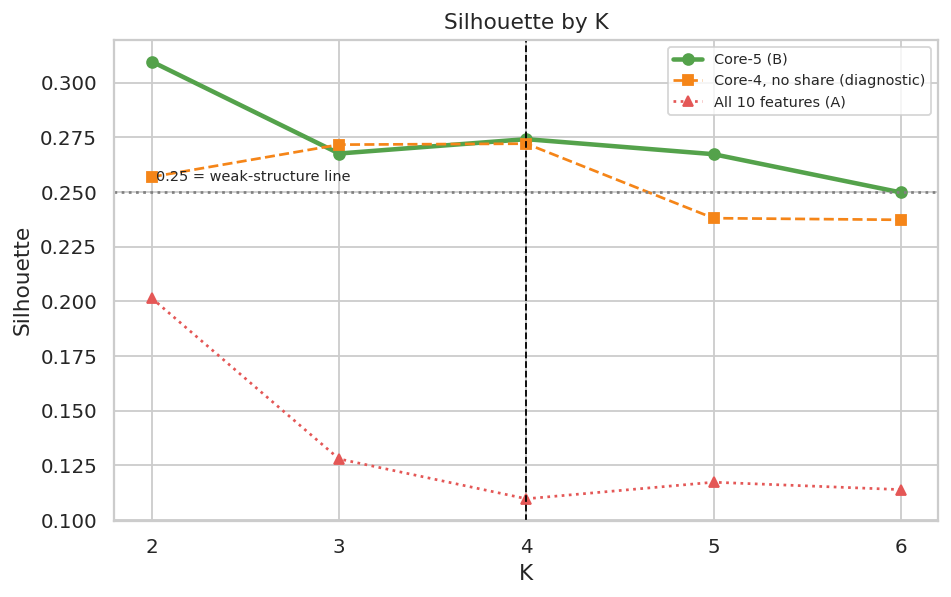 Silhouette by K
Core-5 (B)
Core-4, no share (diagnostic)
All 10 features (A)
0.300
0.275
0.250
0.225
0.200
0.175
0.150
0.125
0.100
Silhouette
0.25 = weak-structure line
2 3 4 5 6
K